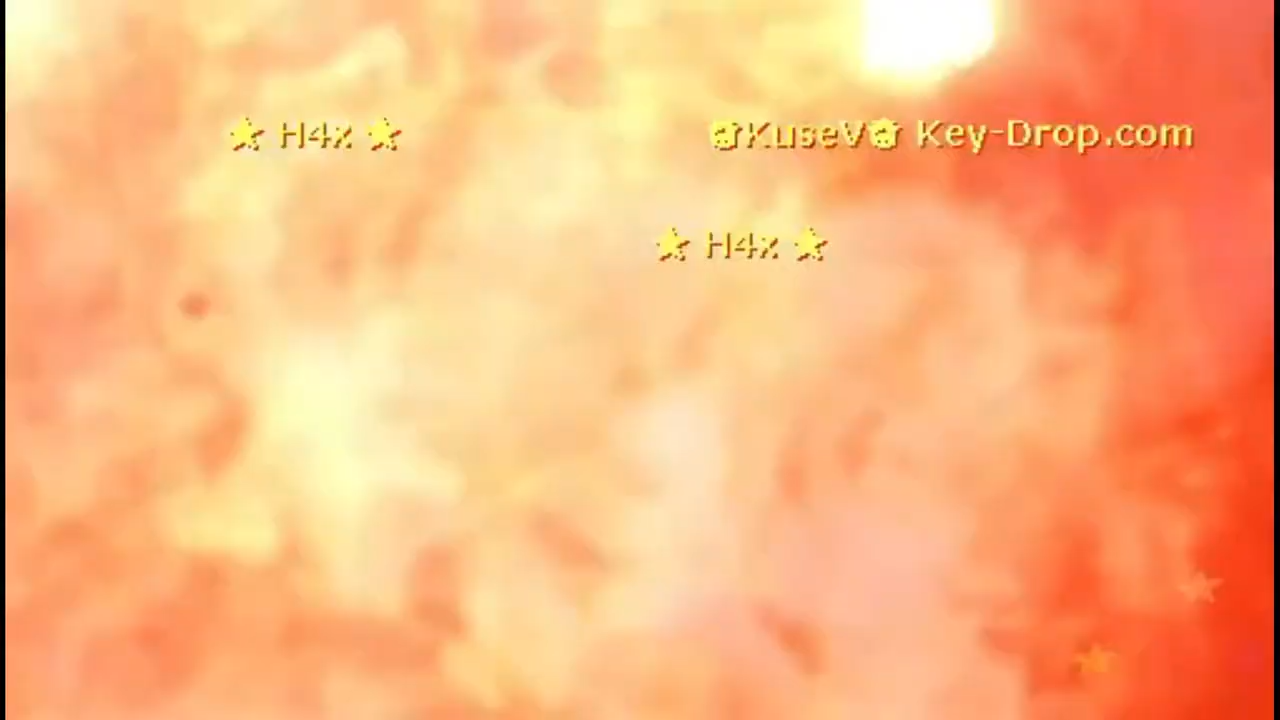 ★ H4x ★
KuseV Key-Drop.com
★ H4x ★